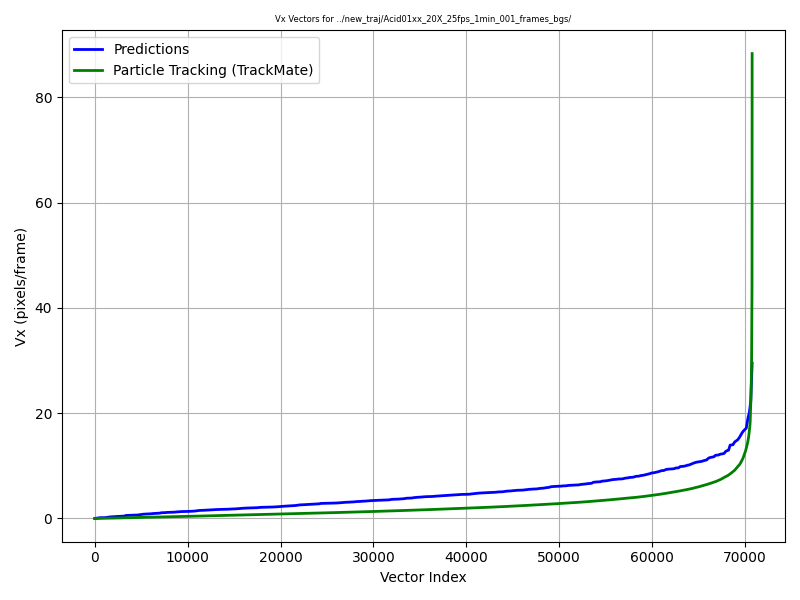 Vx Vectors for ../new_traj/Acid01xx_20X_25fps_1min_001_frames_bgs/
Predictions
Particle Tracking (TrackMate)
80
60
40
20
0
Vx (pixels/frame)
0 10000 20000 30000 40000 50000 60000 70000
Vector Index